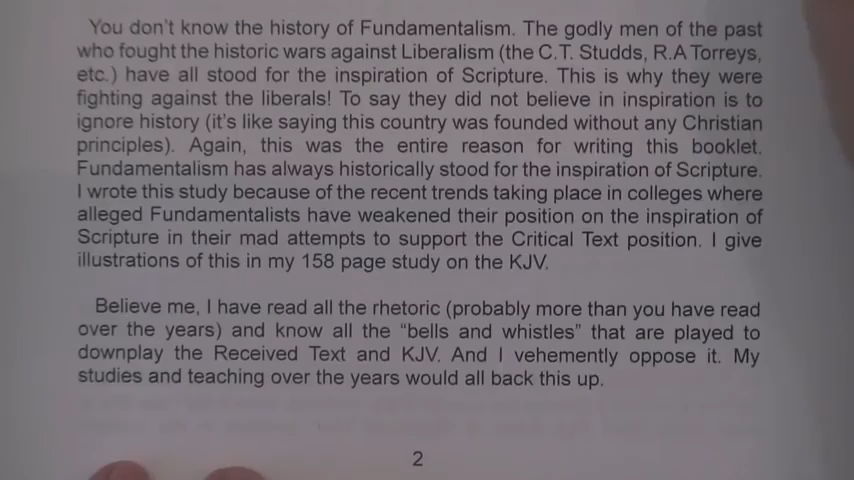 You don't know the history of Fundamentalism. The godly men of the past
who fought the historic wars against Liberalism (the C.T. Studds, R.A Torreys,
etc.) have all stood for the inspiration of Scripture. This is why they were
fighting against the liberals! To say they did not believe in inspiration is to
ignore history (it's like saying this country was founded without any Christian
principles). Again, this was the entire reason for writing this booklet.
Fundamentalism has always historically stood for the inspiration of Scripture.
I wrote this study because of the recent trends taking place in colleges where
alleged Fundamentalists have weakened their position on the inspiration of
Scripture in their mad attempts to support the Critical Text position. I give
illustrations of this in my 158 page study on the KJV.
Believe me, I have read all the rhetoric (probably more than you have read
over the years) and know all the “bells and whistles” that are played to
downplay the Received Text and KJV. And I vehemently oppose it. My
studies and teaching over the years would all back this up.
2